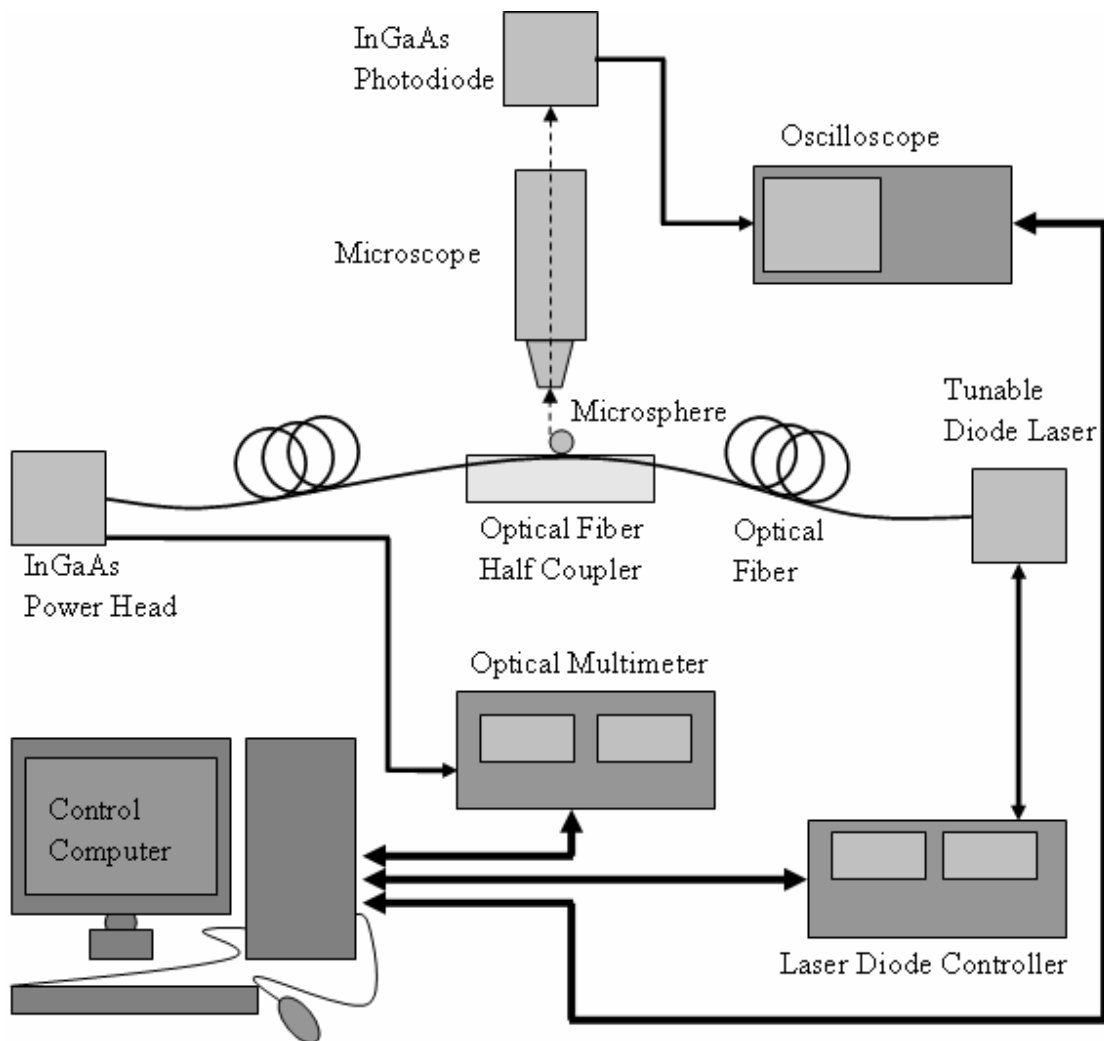 InGaAs
Photodiode
Oscilloscope
Microscope
Tunable
Diode Laser
Microsphere
Optical Fiber
Half Coupler
Optical
Fiber
InGaAs
Power Head
Optical Multimeter
Control
Computer
Laser Diode Controller